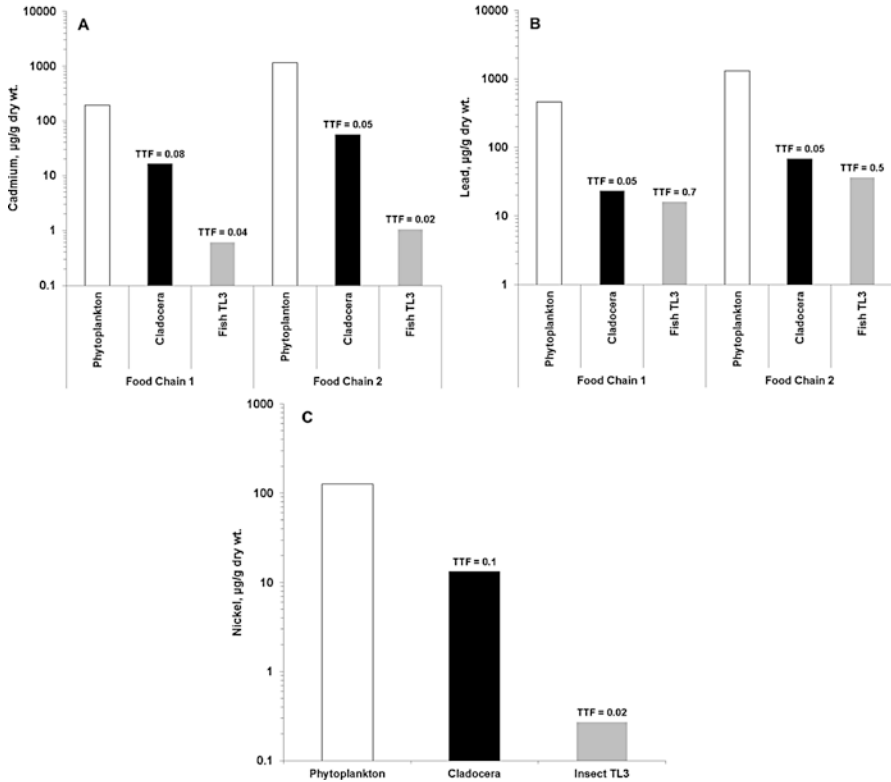 A
Cadmium, µg/g dry wt.
10000
1000
100
10
1
0.1
TTF = 0.08
TTF = 0.04
TTF = 0.05
TTF = 0.02
Phytoplankton
Cladocera
Fish TL3
Phytoplanton
Cladocera
Fish TL3
Food Chain 1
Food Chain 2
B
Lead, µg/g dry wt.
10000
1000
100
10
1
TTF = 0.05
TTF = 0.7
TTF = 0.05
TTF = 0.5
Phytoplankton
Cladocera
Fish TL3
Phytoplankton
Cladocera
Fish TL3
Food Chain 1
Food Chain 2
C
Nickel, µg/g dry wt.
1000
100
10
1
0.1
TTF = 0.1
TTF = 0.02
Phytoplankton
Cladocera
Insect TL3